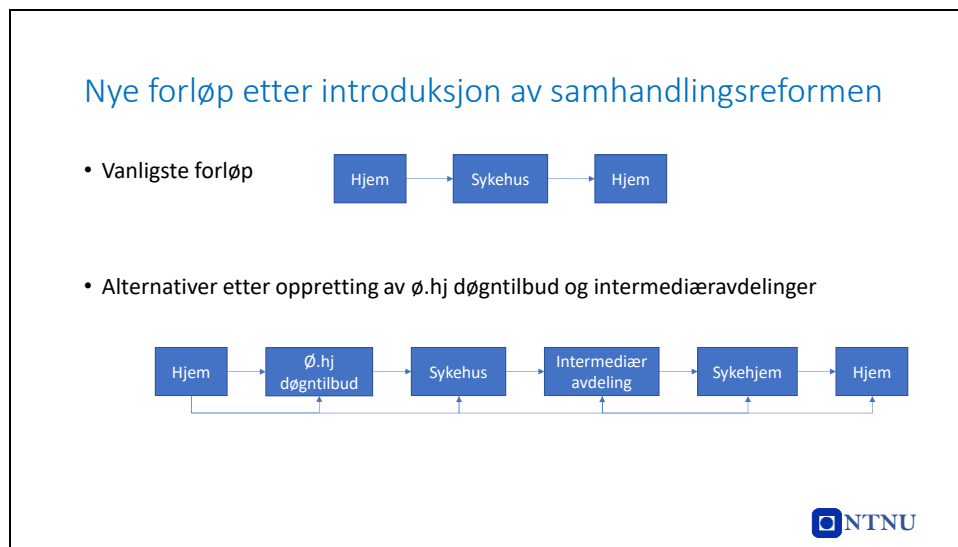 Nye forløp etter introduksjon av samhandlingsreformen
• Vanligste forløp
Hjem
Sykehus
Hjem
• Alternativer etter oppretting av ø.hj døgntilbud og intermediæravdelinger
Hjem
Ø.hj
døgntilbud
Sykehus
Intermediær
avdeling
Sykehjem
Hjem
NTNU